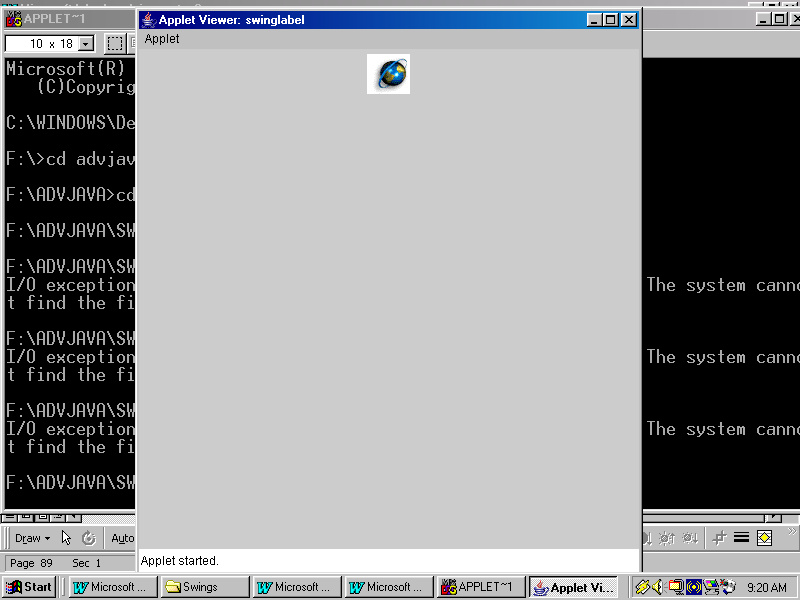 APPLET~1
Applet Viewer: swinglabel
10 x 18
Applet
Microsoft(R)
(C)Copyrig
C:\WINDOWS\De
F:\>cd advjav
F:\ADVJAVA>cd
F:\ADVJAVA\SW
F:\ADVJAVA\SW
I/O exception The system canno
t find the fi
F:\ADVJAVA\SW
I/O exception The system canno
t find the fi
F:\ADVJAVA\SW
I/O exception The system canno
t find the fi
F:\ADVJAVA\SW
Draw Auto
Applet started.
Page 89 Sec 1
Start Microsoft ... Swings Microsoft ... Microsoft ... APPLET~1 Applet Vi... 9:20 AM